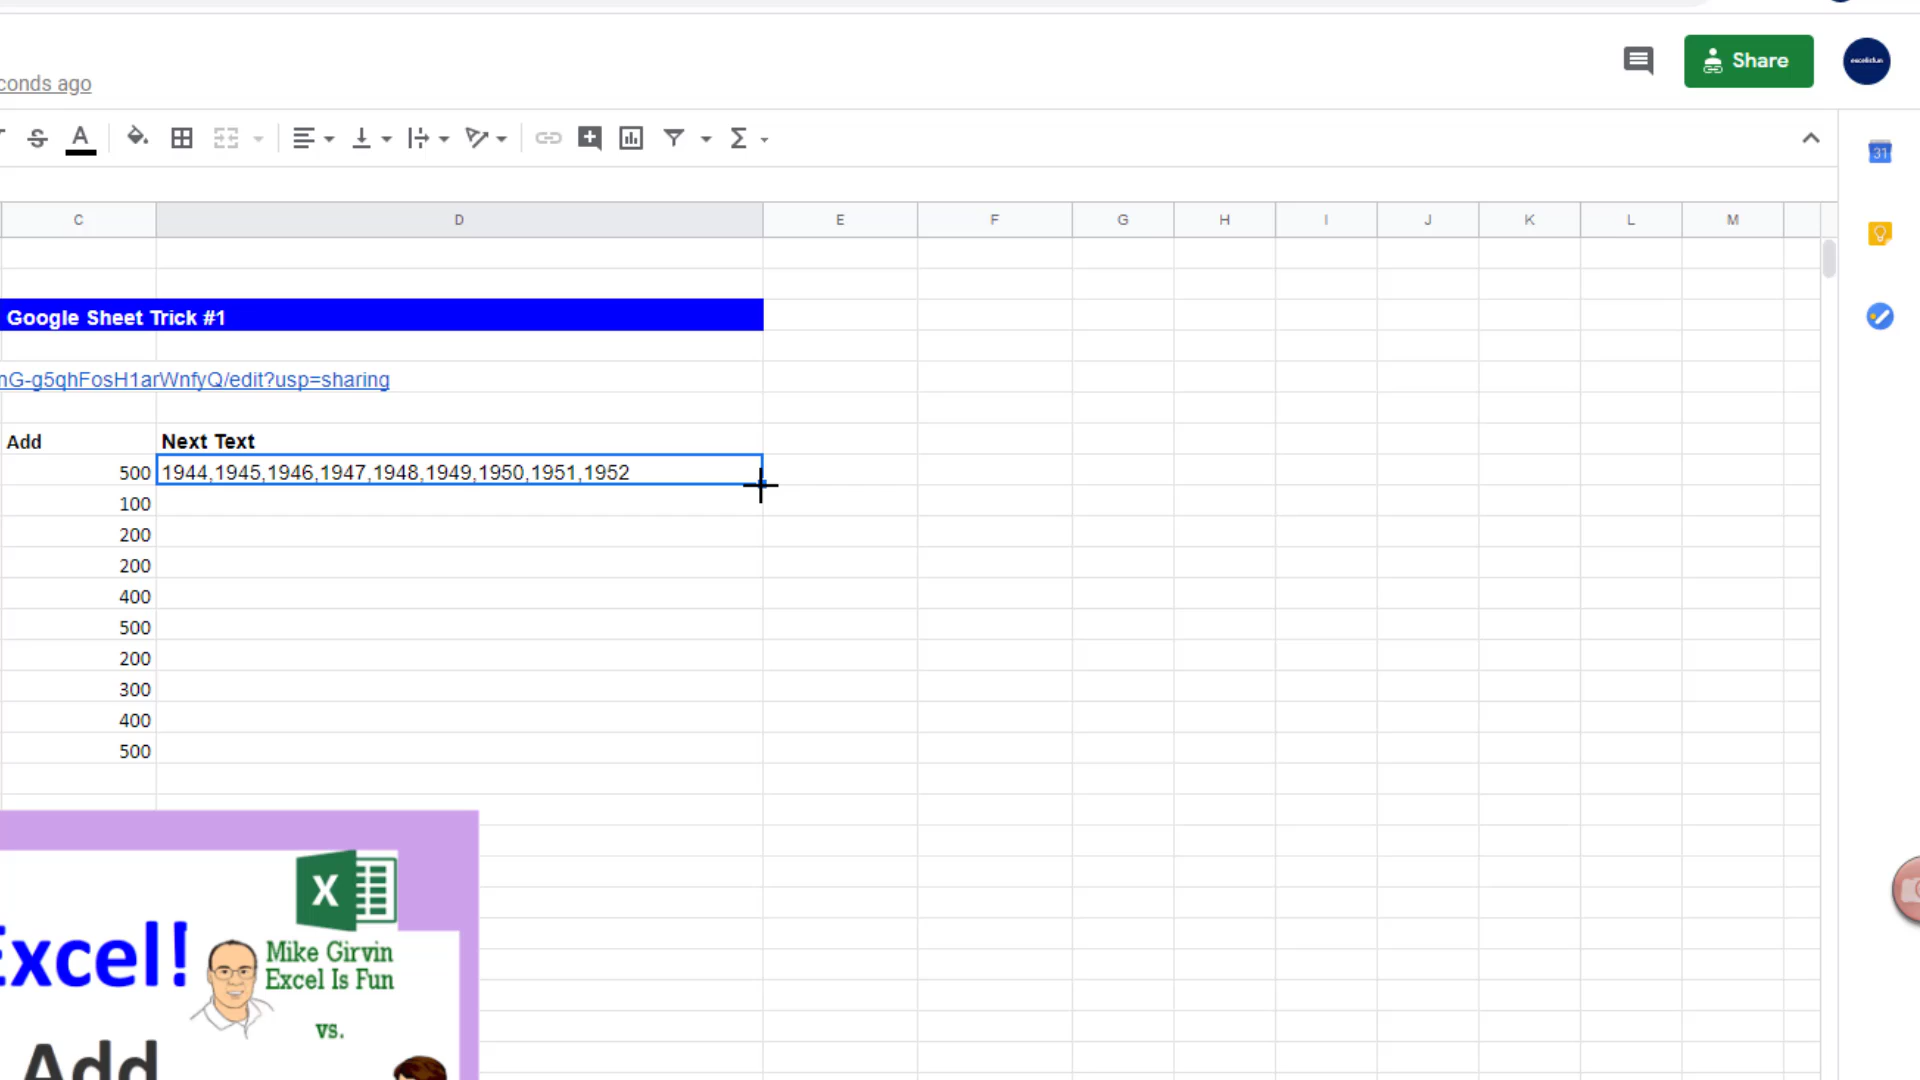 Share
excelisfun
conds ago
A
31
C D E F G H I J K L M
Google Sheet Trick #1
nG-g5qhFosH1arWnfyQ/edit?usp=sharing
Add Next Text
500 1944,1945,1946,1947,1948,1949,1950,1951,1952
100
200
200
400
500
200
300
400
500
X
Excel!
Mike Girvin
Excel Is Fun
vs.
Add